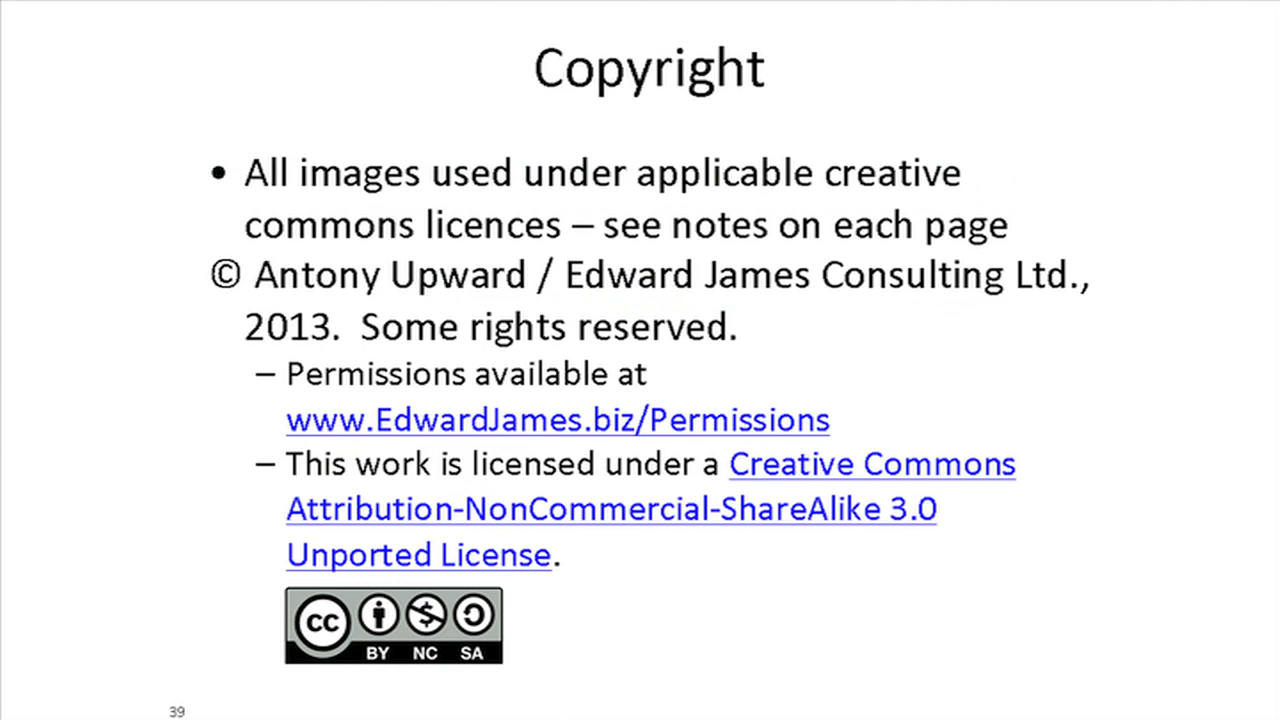 Copyright
• All images used under applicable creative
commons licences – see notes on each page
© Antony Upward / Edward James Consulting Ltd.,
2013.  Some rights reserved.
– Permissions available at
www.EdwardJames.biz/Permissions
– This work is licensed under a Creative Commons
Attribution-NonCommercial-ShareAlike 3.0
Unported License.
cc
BY NC SA
39